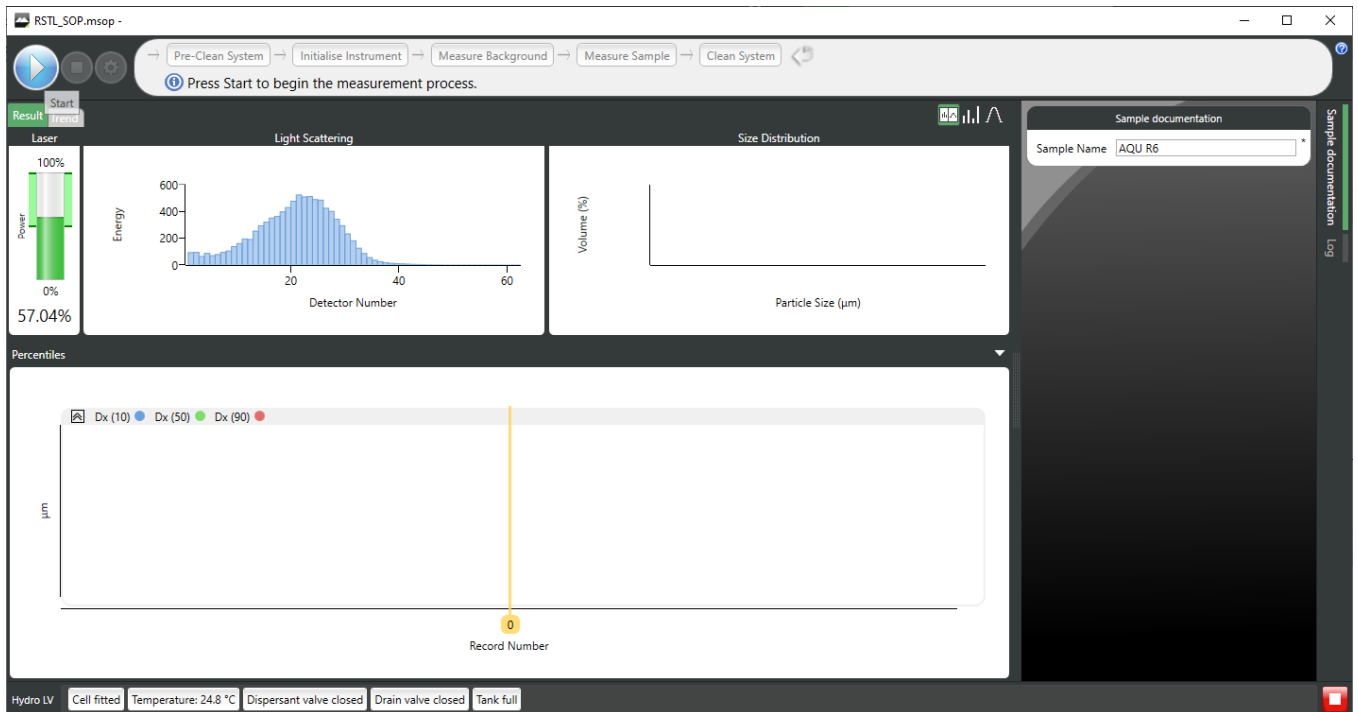 RSTL_SOP.msop -
Pre-Clean System Initialise Instrument Measure Background Measure Sample Clean System
Press Start to begin the measurement process.
Start
Result Trend
Laser
100%
Power
0%
57.04%
Light Scattering
Energy
600
400
200
0
20 40 60
Detector Number
Size Distribution
Volume (%)
Particle Size (µm)
Sample documentation
Sample Name AQU R6 *
Sample documentation
Log
Percentiles
Dx (10) Dx (50) Dx (90)
µm
0
Record Number
Hydro LV Cell fitted Temperature: 24.8 °C Dispersant valve closed Drain valve closed Tank full